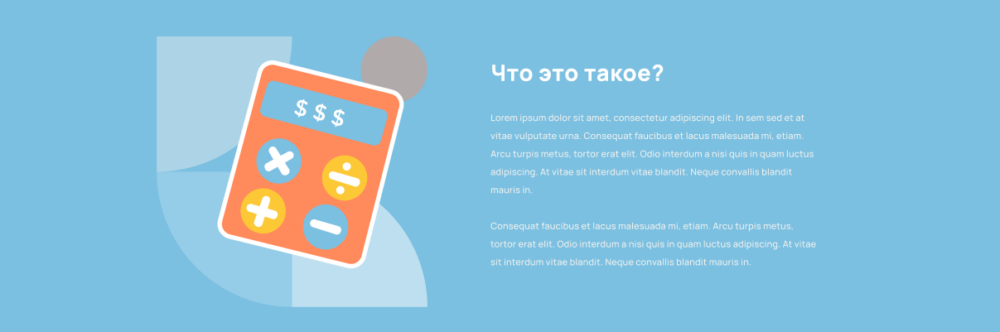 $ $ $
Что это такое?
Lorem ipsum dolor sit amet, consectetur adipiscing elit. In sem sed et at
vitae vulputate urna. Consequat faucibus et lacus malesuada mi, etiam.
Arcu turpis metus, tortor erat elit. Odio interdum a nisi quis in quam luctus
adipiscing. At vitae sit interdum vitae blandit. Neque convallis blandit
mauris in.
Consequat faucibus et lacus malesuada mi, etiam. Arcu turpis metus,
tortor erat elit. Odio interdum a nisi quis in quam luctus adipiscing. At vitae
sit interdum vitae blandit. Neque convallis blandit mauris in.